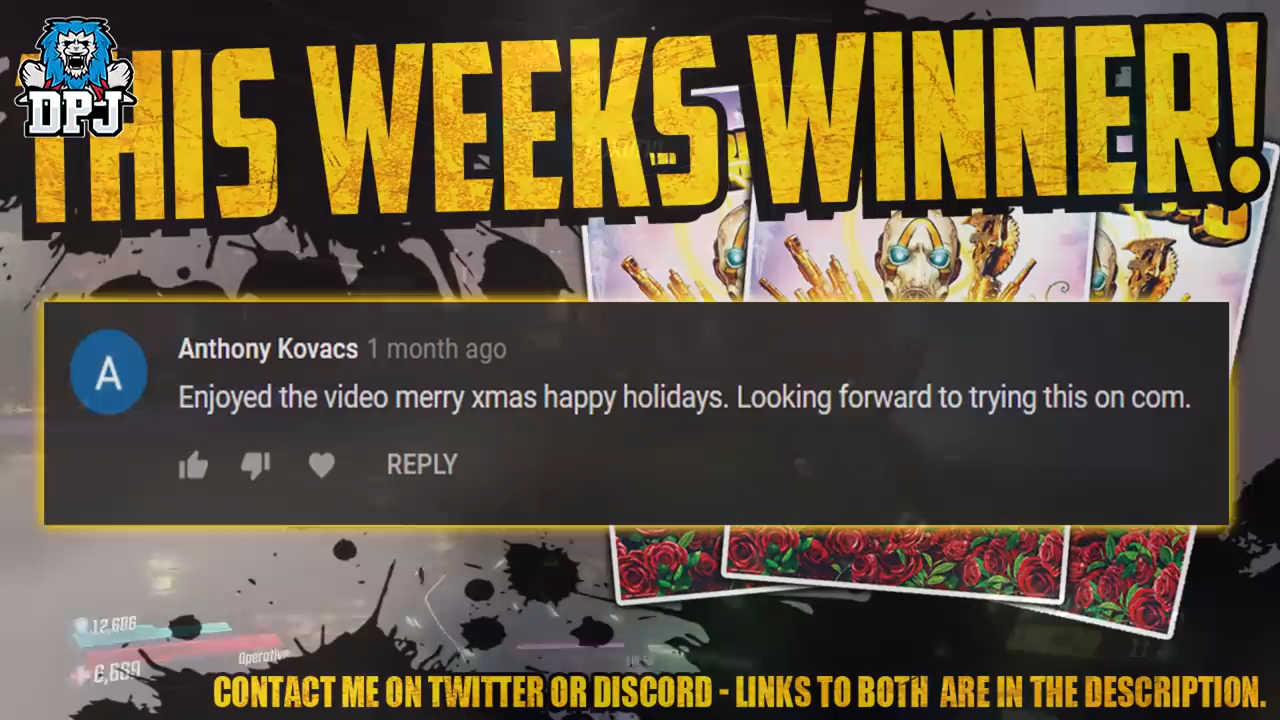 THIS WEEKS WINNER!
DPJ
Anthony Kovacs 1 month ago
Enjoyed the video merry xmas happy holidays. Looking forward to trying this on com.
A
REPLY
12,606
Operative
CONTACT ME ON TWITTER OR DISCORD - LINKS TO BOTH ARE IN THE DESCRIPTION.